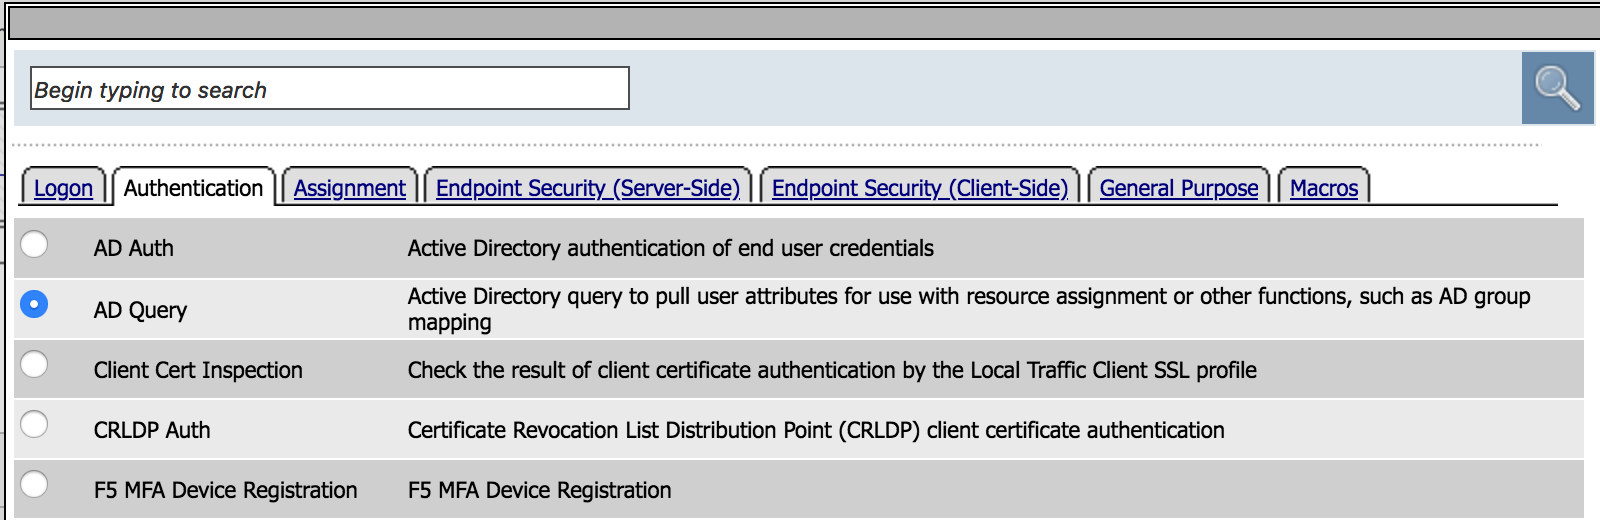 Begin typing to search
Logon Authentication Assignment Endpoint Security (Server-Side) Endpoint Security (Client-Side) General Purpose Macros
AD Auth Active Directory authentication of end user credentials
AD Query Active Directory query to pull user attributes for use with resource assignment or other functions, such as AD group
mapping
Client Cert Inspection Check the result of client certificate authentication by the Local Traffic Client SSL profile
CRLDP Auth Certificate Revocation List Distribution Point (CRLDP) client certificate authentication
F5 MFA Device Registration F5 MFA Device Registration